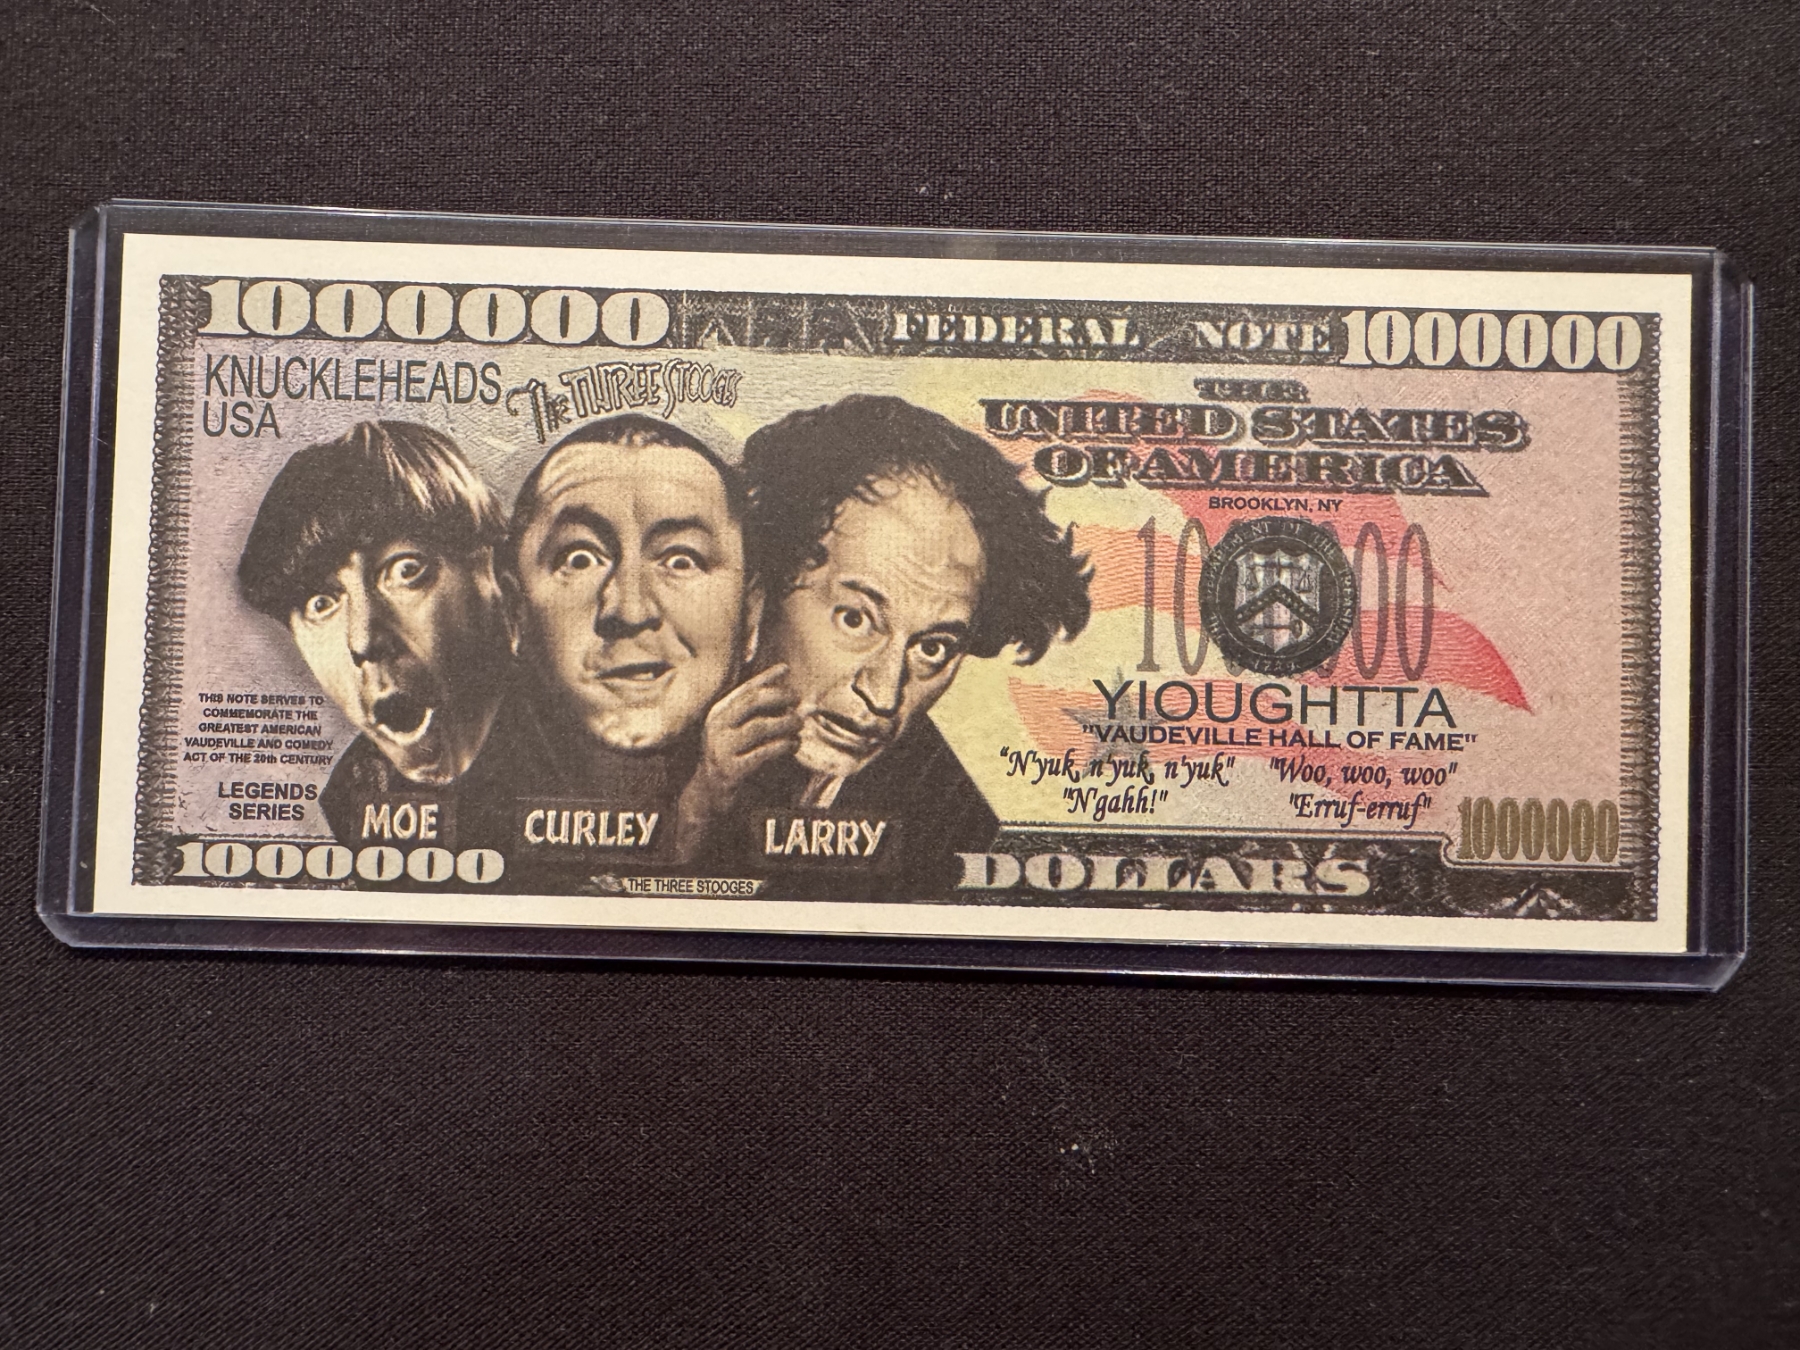 1000000
FEDERAL NOTE
1000000
KNUCKLEHEADS
USA
The THREE STOOGES
THE
UNITED STATES
OF AMERICA
BROOKLYN, NY
1000000
1789
YIOUGHTTA
"VAUDEVILLE HALL OF FAME"
"N'yuk, n'yuk, n'yuk" "Woo, woo, woo"
"N'gahh!" "Erruf-erruf"
THIS NOTE SERVES TO
COMMEMORATE THE
GREATEST AMERICAN
VAUDEVILLE AND COMEDY
ACT OF THE 20th CENTURY
LEGENDS
SERIES
MOE
CURLEY
LARRY
1000000
THE THREE STOOGES
DOLLARS
1000000